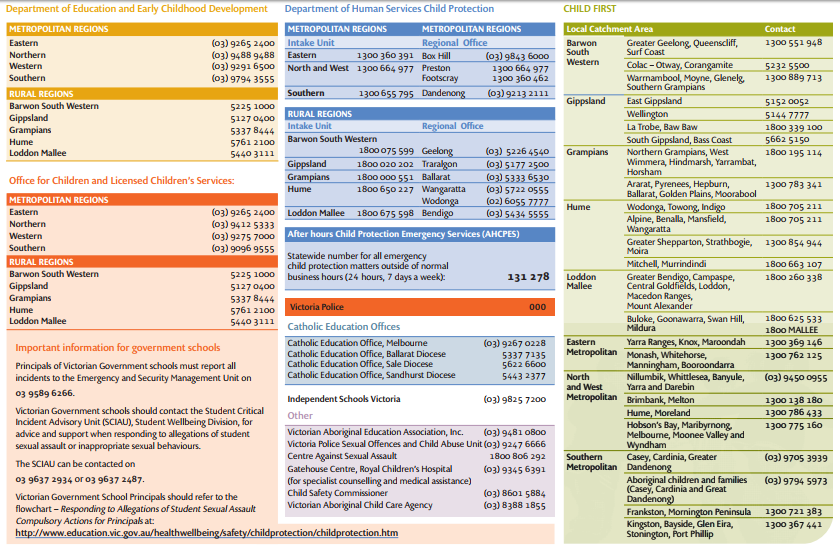 Department of Education and Early Childhood Development
METROPOLITAN REGIONS
Eastern (03) 9265 2400
Northern (03) 9488 9488
Western (03) 9291 6500
Southern (03) 9794 3555
RURAL REGIONS
Barwon South Western 5225 1000
Gippsland 5127 0400
Grampians 5337 8444
Hume 5761 2100
Loddon Mallee 5440 3111
Office for Children and Licensed Children's Services:
METROPOLITAN REGIONS
Eastern (03) 9265 2400
Northern (03) 9412 5333
Western (03) 9275 7000
Southern (03) 9096 9555
RURAL REGIONS
Barwon South Western 5225 1000
Gippsland 5127 0400
Grampians 5337 8444
Hume 5761 2100
Loddon Mallee 5440 3111
Important information for government schools
Principals of Victorian Government schools must report all
incidents to the Emergency and Security Management Unit on
03 9589 6266.
Victorian Government schools should contact the Student Critical
Incident Advisory Unit (SCIAU), Student Wellbeing Division, for
advice and support when responding to allegations of student
sexual assault or inappropriate sexual behaviours.
The SCIAU can be contacted on
03 9637 2934 or 03 9637 2487.
Victorian Government School Principals should refer to the
flowchart – Responding to Allegations of Student Sexual Assault
Compulsory Actions for Principals at:
http://www.education.vic.gov.au/healthwellbeing/safety/childprotection/childprotection.htm
Department of Human Services Child Protection
METROPOLITAN REGIONS METROPOLITAN REGIONS
Intake Unit Regional Office
Eastern 1300 360 391 Box Hill (03) 9843 6000
North and West 1300 664 977 Preston 1300 664 977
Footscray 1300 360 462
Southern 1300 655 795 Dandenong (03) 9213 2111
RURAL REGIONS
Intake Unit Regional Office
Barwon South Western
1800 075 599 Geelong (03) 5226 4540
Gippsland 1800 020 202 Traralgon (03) 5177 2500
Grampians 1800 000 551 Ballarat (03) 5333 6530
Hume 1800 650 227 Wangaratta (03) 5722 0555
Wodonga (02) 6055 7777
Loddon Mallee 1800 675 598 Bendigo (03) 5434 5555
After hours Child Protection Emergency Services (AHCPES)
Statewide number for all emergency
child protection matters outside of normal
business hours (24 hours, 7 days a week): 131 278
Victoria Police 000
Catholic Education Offices
Catholic Education Office, Melbourne (03) 9267 0228
Catholic Education Office, Ballarat Diocese 5337 7135
Catholic Education Office, Sale Diocese 5622 6600
Catholic Education Office, Sandhurst Diocese 5443 2377
Independent Schools Victoria (03) 9825 7200
Other
Victorian Aboriginal Education Association, Inc. (03) 9481 0800
Victoria Police Sexual Offences and Child Abuse Unit (03) 9247 6666
Centre Against Sexual Assault 1800 806 292
Gatehouse Centre, Royal Children's Hospital (03) 9345 6391
(for specialist counselling and medical assistance)
Child Safety Commissioner (03) 8601 5884
Victorian Aboriginal Child Care Agency (03) 8388 1855
CHILD FIRST
Local Catchment Area Contact
Barwon South Western Greater Geelong, Queenscliff, 1300 551 948
Surf Coast
Colac – Otway, Corangamite 5232 5500
Warrnambool, Moyne, Glenelg, 1300 889 713
Southern Grampians
Gippsland East Gippsland 5152 0052
Wellington 5144 7777
La Trobe, Baw Baw 1800 339 100
South Gippsland, Bass Coast 5662 5150
Grampians Northern Grampians, West 1800 195 114
Wimmera, Hindmarsh, Yarrambat,
Horsham
Ararat, Pyrenees, Hepburn, 1300 783 341
Ballarat, Golden Plains, Moorabool
Hume Wodonga, Towong, Indigo 1800 705 211
Alpine, Benalla, Mansfield, 1800 705 211
Wangaratta
Greater Shepparton, Strathbogie, 1300 854 944
Moira
Mitchell, Murrindindi 1800 663 107
Loddon Mallee Greater Bendigo, Campaspe, 1800 260 338
Central Goldfields, Loddon,
Macedon Ranges,
Mount Alexander
Buloke, Goonawarra, Swan Hill, 1800 625 533
Mildura 1800 MALLEE
Eastern Metropolitan Yarra Ranges, Knox, Maroondah 1300 369 146
Monash, Whitehorse, 1300 762 125
Manningham, Booroondarra
North and West Metropolitan Nillumbik, Whittlesea, Banyule, (03) 9450 0955
Yarra and Darebin
Brimbank, Melton 1300 138 180
Hume, Moreland 1300 786 433
Hobson's Bay, Maribyrnong, 1300 775 160
Melbourne, Moonee Valley and
Wyndham
Southern Metropolitan Casey, Cardinia, Greater (03) 9705 3939
Dandenong
Aboriginal children and families (03) 9794 5973
(Casey, Cardinia and Great
Dandenong)
Frankston, Mornington Peninsula 1300 721 383
Kingston, Bayside, Glen Eira, 1300 367 441
Stonington, Port Phillip